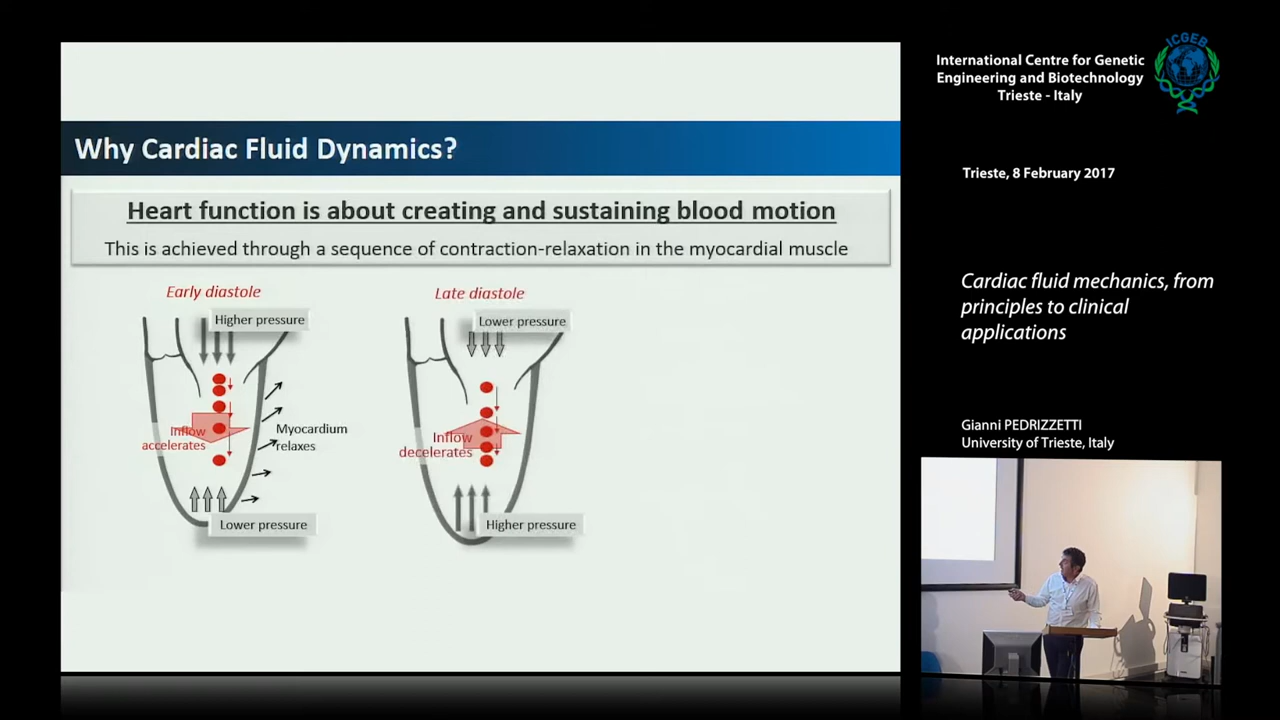 Why Cardiac Fluid Dynamics?
Heart function is about creating and sustaining blood motion
This is achieved through a sequence of contraction-relaxation in the myocardial muscle
Early diastole
Higher pressure
Inflow
accelerates
Myocardium
relaxes
Lower pressure
Late diastole
Lower pressure
Inflow
decelerates
Higher pressure
International Centre for Genetic
Engineering and Biotechnology
Trieste - Italy
ICGEB
Trieste, 8 February 2017
Cardiac fluid mechanics, from
principles to clinical
applications
Gianni PEDRIZZETTI
University of Trieste, Italy